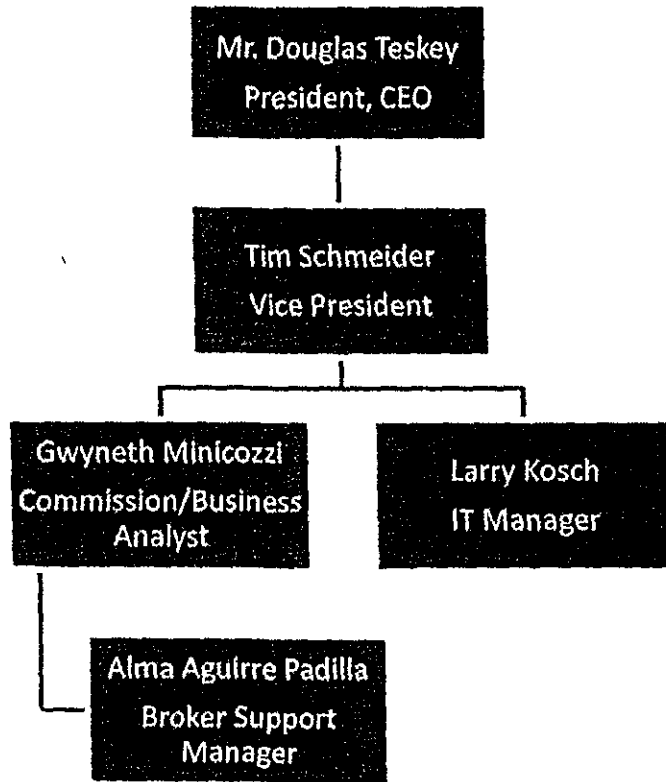 Mr. Douglas Teskey
President, CEO
Tim Schmeider
Vice President
Gwyneth Minicozzi
Commission/Business
Analyst
Larry Kosch
IT Manager
Alma Aguirre Padilla
Broker Support
Manager